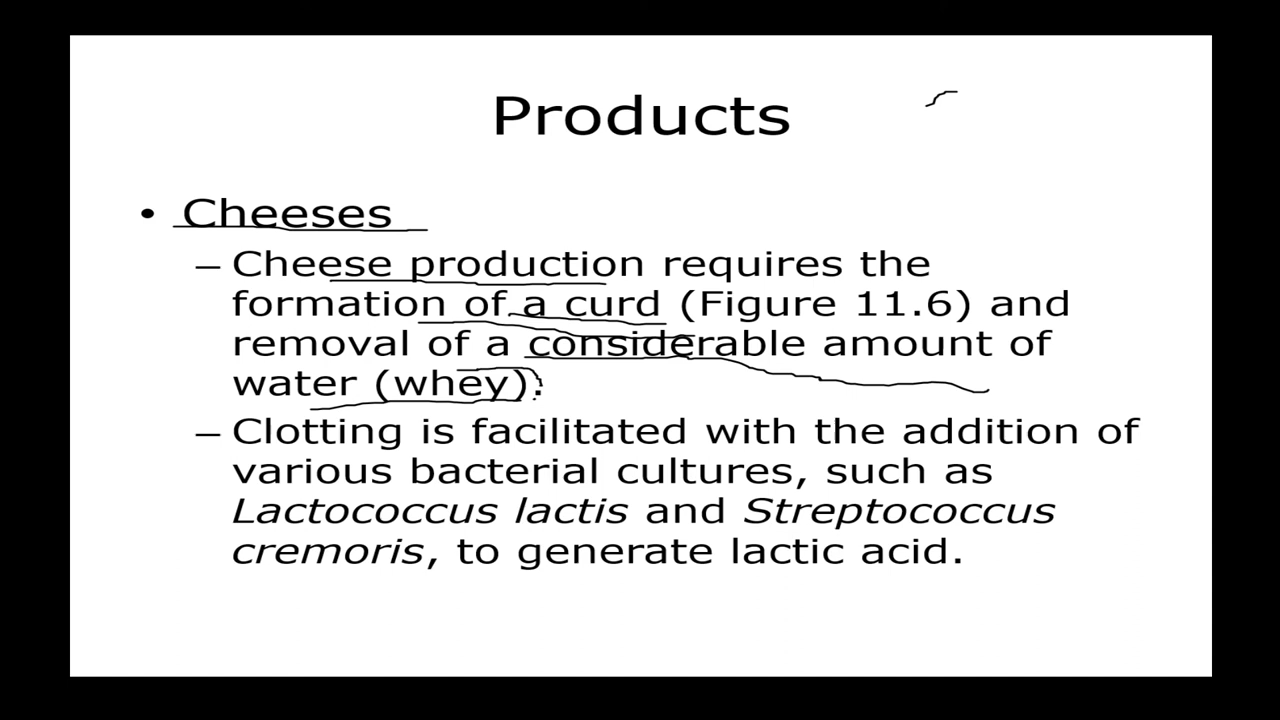 Products
• Cheeses
– Cheese production requires the
formation of a curd (Figure 11.6) and
removal of a considerable amount of
water (whey).
– Clotting is facilitated with the addition of
various bacterial cultures, such as
Lactococcus lactis and Streptococcus
cremoris, to generate lactic acid.